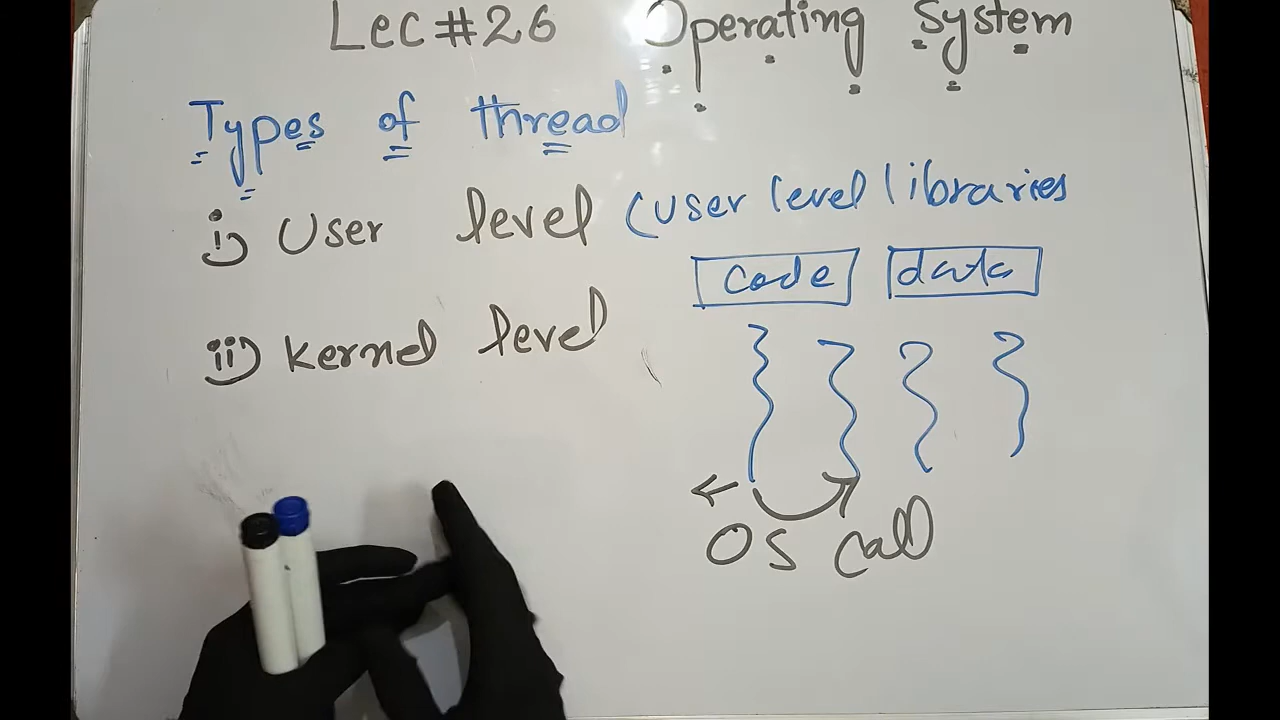 Lec#26 Operating System
Types of thread
i) User level (user level libraries
code data
ii) Kernel level
OS call